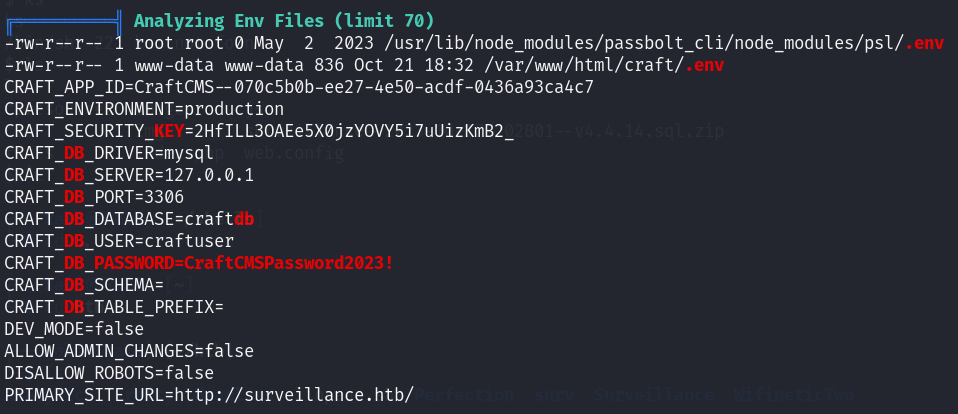 Analyzing Env Files (limit 70)
-rw-r--r-- 1 root root 0 May  2  2023 /usr/lib/node_modules/passbolt_cli/node_modules/psl/.env
-rw-r--r-- 1 www-data www-data 836 Oct 21 18:32 /var/www/html/craft/.env
CRAFT_APP_ID=CraftCMS--070c5b0b-ee27-4e50-acdf-0436a93ca4c7
CRAFT_ENVIRONMENT=production
CRAFT_SECURITY_KEY=2HfILL3OAEe5X0jzYOVY5i7uUizKmB2_
CRAFT_DB_DRIVER=mysql
CRAFT_DB_SERVER=127.0.0.1
CRAFT_DB_PORT=3306
CRAFT_DB_DATABASE=craftdb
CRAFT_DB_USER=craftuser
CRAFT_DB_PASSWORD=CraftCMSPassword2023!
CRAFT_DB_SCHEMA=
CRAFT_DB_TABLE_PREFIX=
DEV_MODE=false
ALLOW_ADMIN_CHANGES=false
DISALLOW_ROBOTS=false
PRIMARY_SITE_URL=http://surveillance.htb/